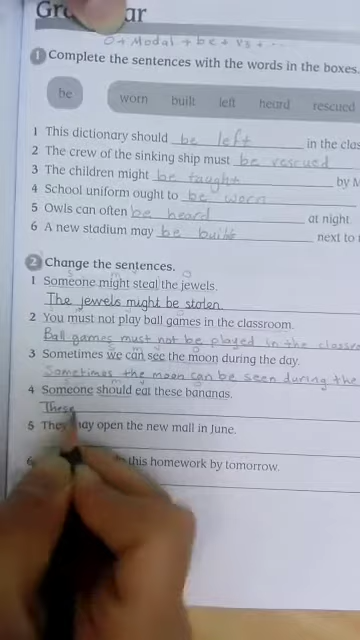 O + Modal + be + V3 + ...
1 Complete the sentences with the words in the boxes.
be
worn built left heard rescued
1 This dictionary should be left in the
2 The crew of the sinking ship must be rescued
3 The children might be taught by
4 School uniform ought to be worn
5 Owls can often be heard at night.
6 A new stadium may be built next to
2 Change the sentences.
1 Someone might steal the jewels.
The jewels might be stolen.
2 You must not play ball games in the classroom.
Ball games must not be played in the
3 Sometimes we can see the moon during the day.
Sometimes the moon can be seen during the
4 Someone should eat these bananas.
These
5 They may open the new mall in June.
6 this homework by tomorrow.